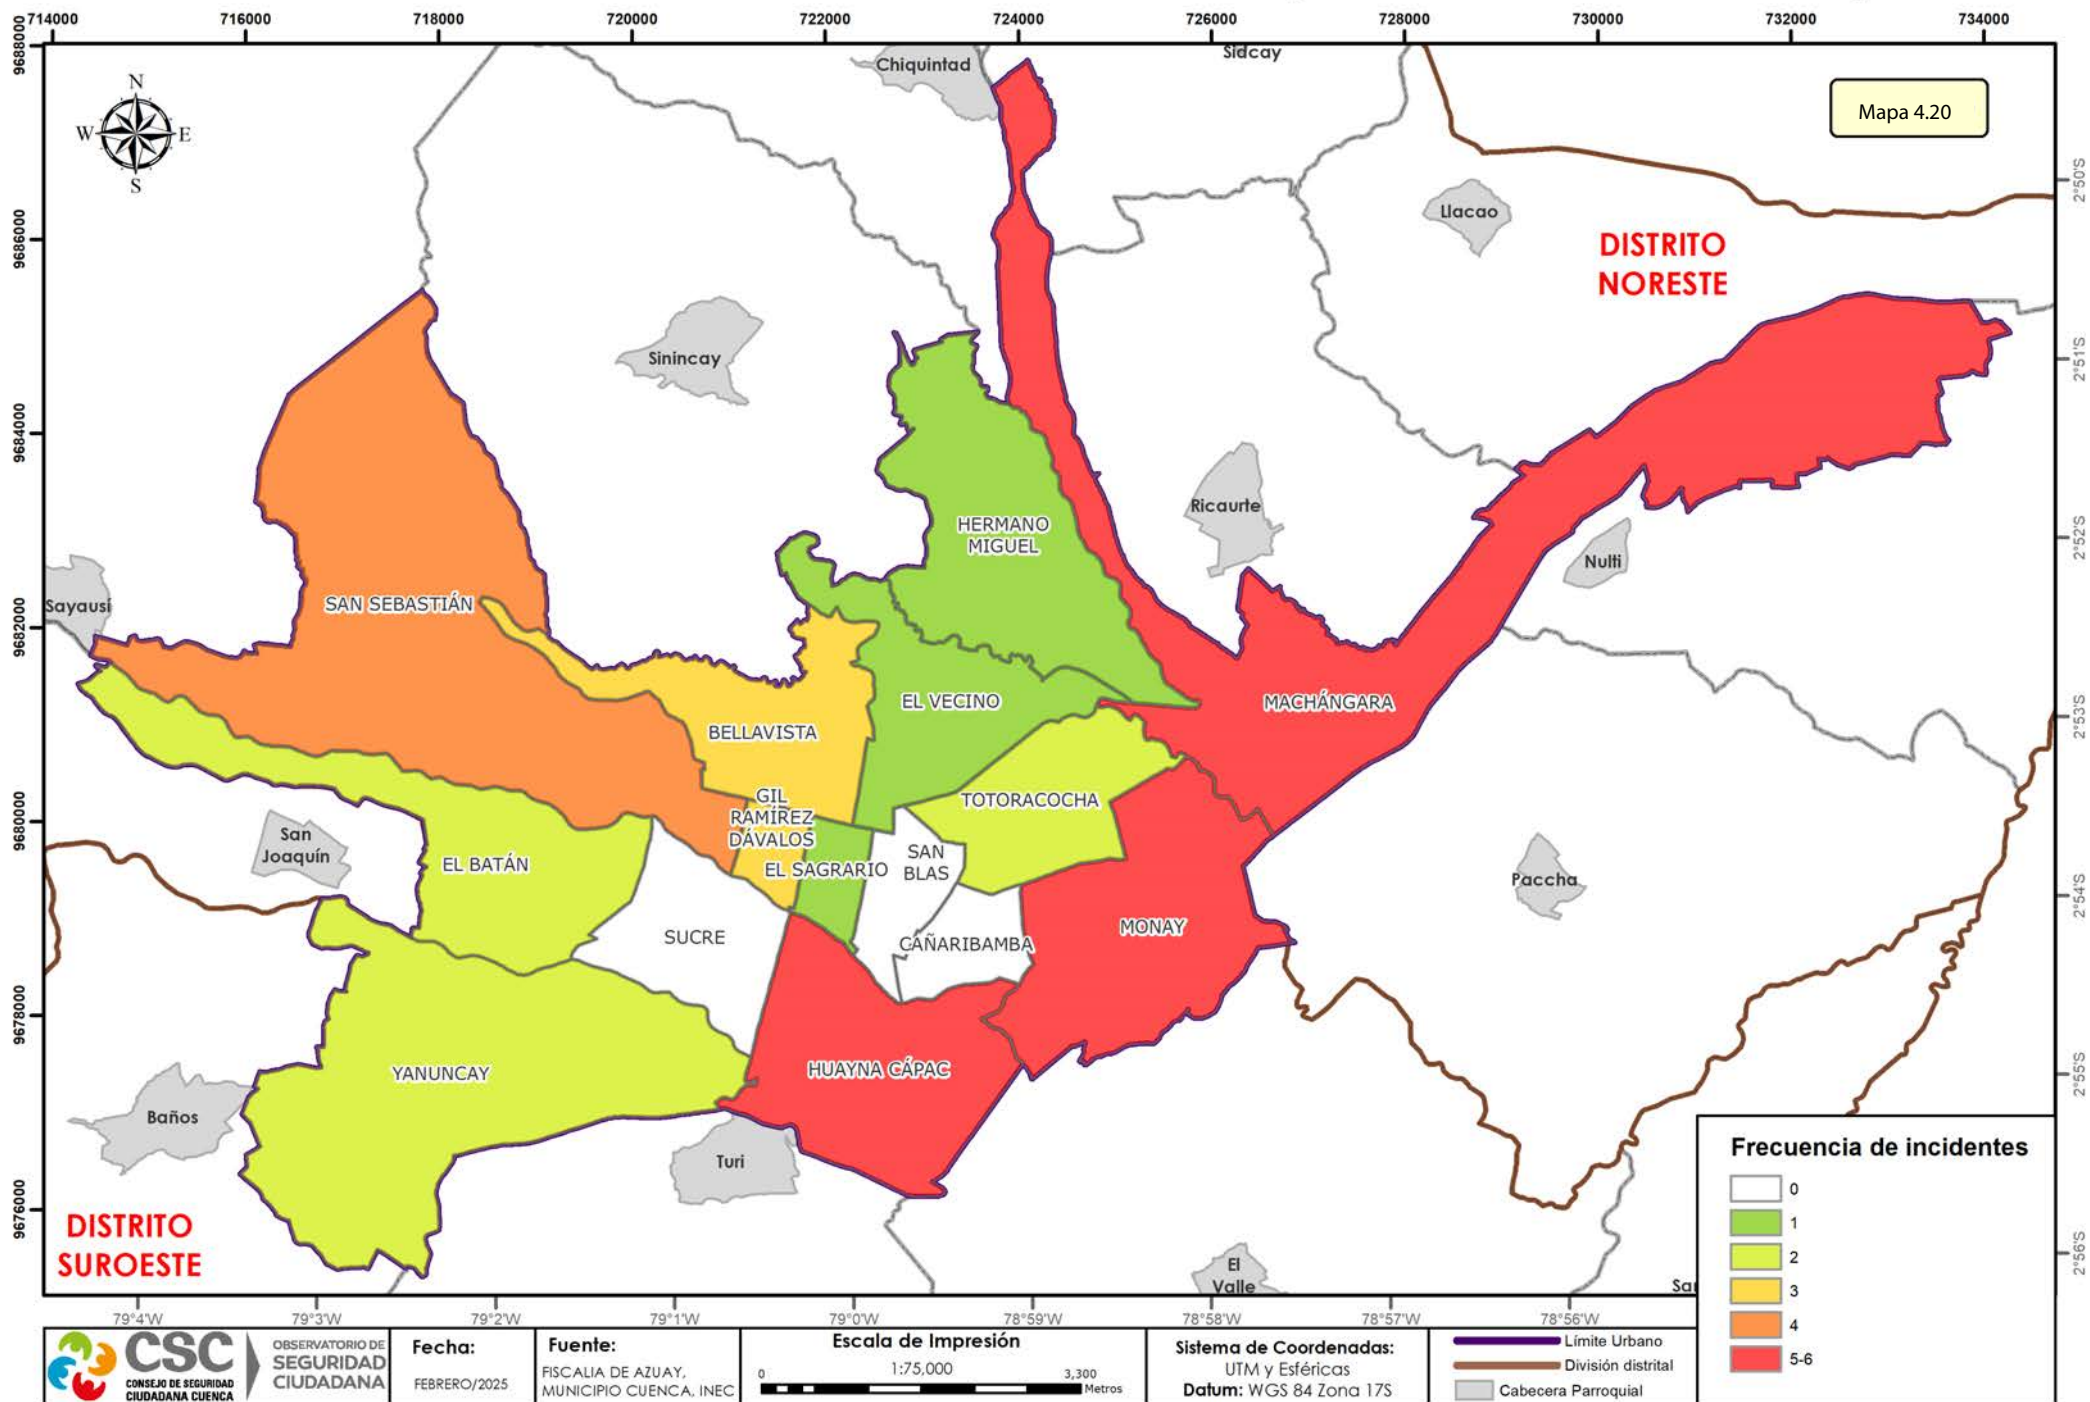 714000
716000
718000
720000
722000
724000
726000
728000
730000
732000
734000
9688000
9686000
9684000
9682000
9680000
9678000
9676000
N
W
E
S
Chiquintad
Sidcay
Mapa 4.20
Llacao
DISTRITO
NORESTE
2°50'S
2°51'S
2°52'S
2°53'S
2°54'S
2°55'S
2°56'S
Sinincay
Ricaurte
HERMANO
MIGUEL
Nulti
Sayausí
SAN SEBASTIÁN
EL VECINO
MACHÁNGARA
BELLAVISTA
GIL
RAMÍREZ
DÁVALOS
TOTORACOCHA
San
Joaquín
EL BATÁN
EL SAGRARIO
SAN
BLAS
Paccha
SUCRE
CAÑARIBAMBA
MONAY
YANUNCAY
HUAYNA CÁPAC
Baños
Turi
DISTRITO
SUROESTE
El
Valle
Frecuencia de incidentes
0
1
2
3
4
5-6
79°4'W
79°3'W
79°2'W
79°1'W
79°0'W
78°59'W
78°58'W
78°57'W
78°56'W
CSC
CONSEJO DE SEGURIDAD
CIUDADANA CUENCA
OBSERVATORIO DE
SEGURIDAD
CIUDADANA
Fecha:
FEBRERO/2025
Fuente:
FISCALIA DE AZUAY,
MUNICIPIO CUENCA, INEC
Escala de Impresión
1:75,000
0
3,300
Metros
Sistema de Coordenadas:
UTM y Esféricas
Datum: WGS 84 Zona 17S
Límite Urbano
División distrital
Cabecera Parroquial